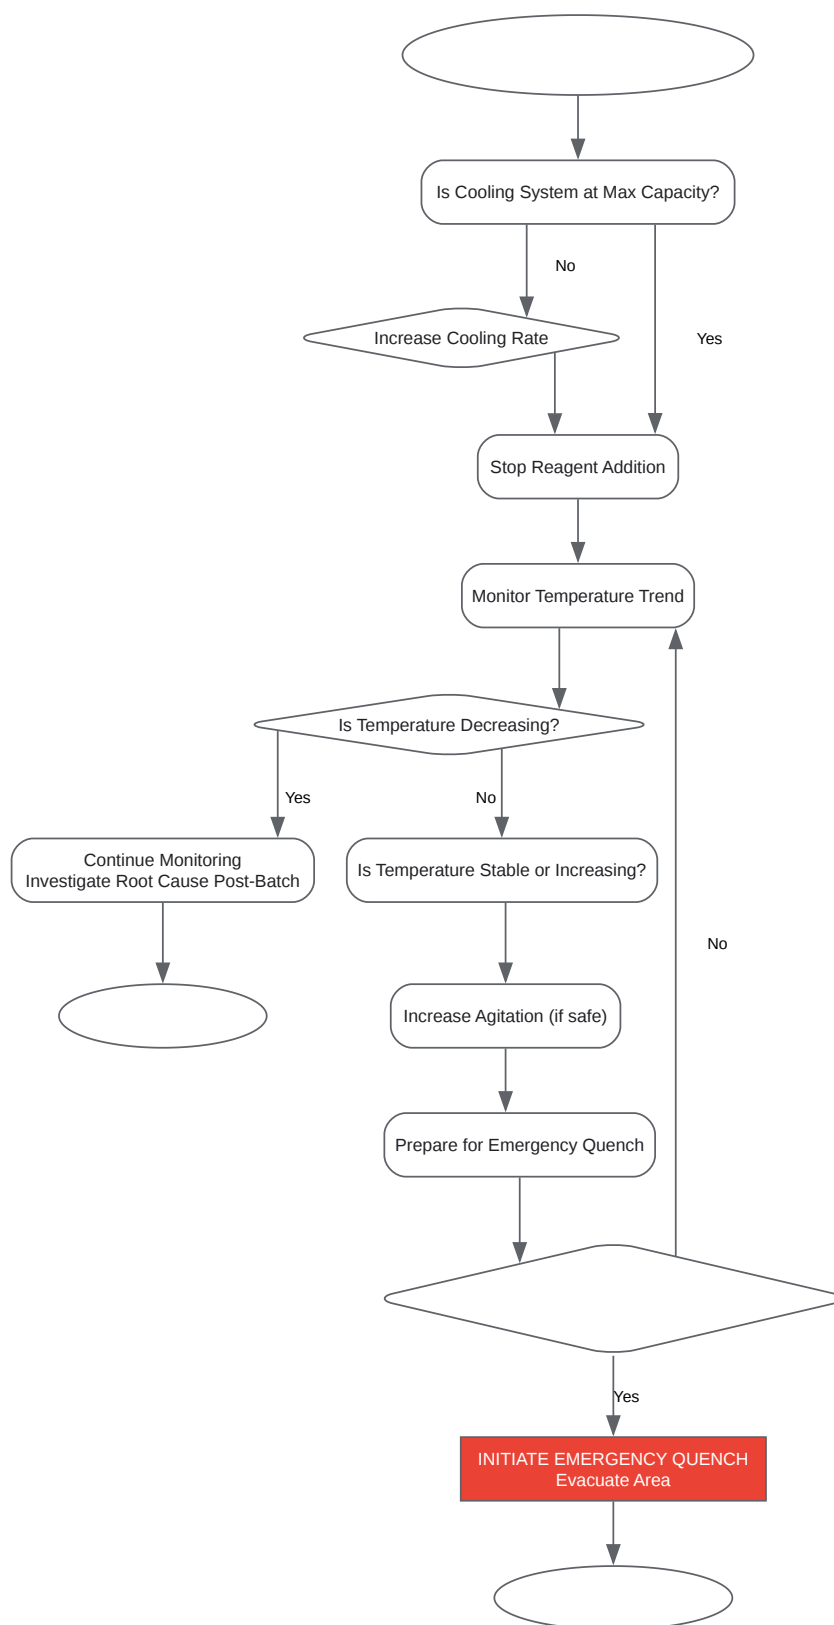 Is Cooling System at Max Capacity?
No
Increase Cooling Rate
Yes
Stop Reagent Addition
Monitor Temperature Trend
Is Temperature Decreasing?
Yes
No
Continue Monitoring
Investigate Root Cause Post-Batch
Is Temperature Stable or Increasing?
No
Increase Agitation (if safe)
Prepare for Emergency Quench
Yes
INITIATE EMERGENCY QUENCH
Evacuate Area